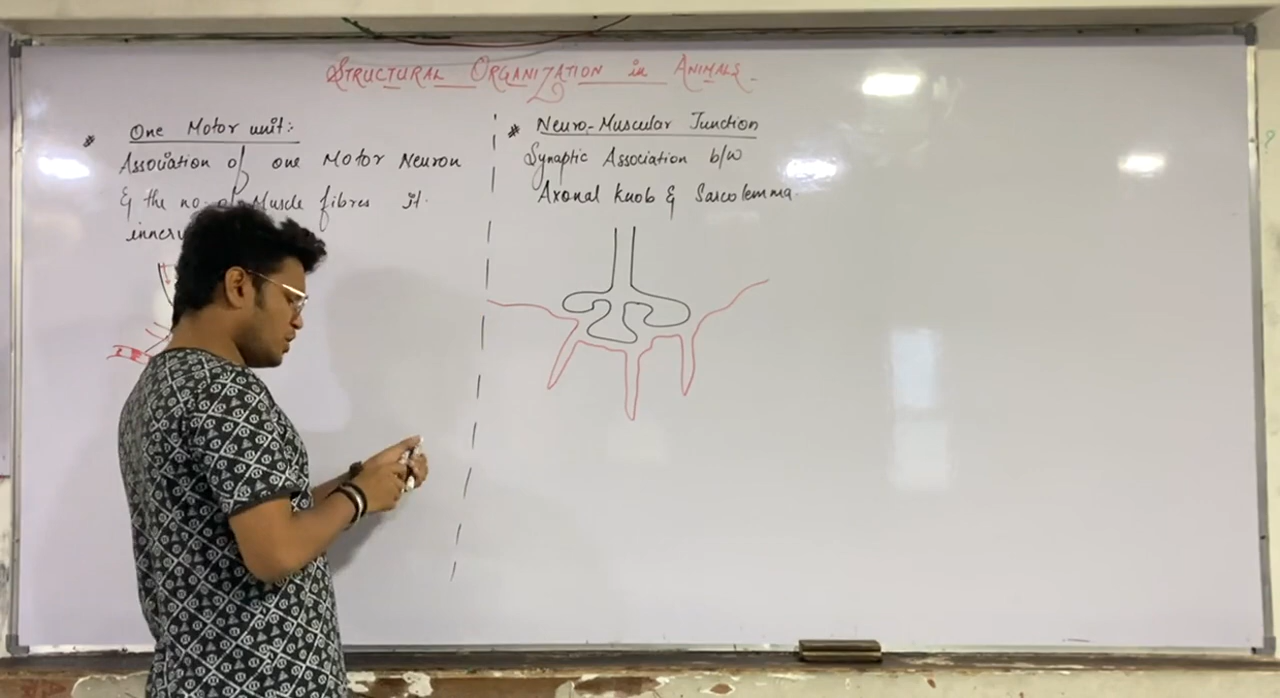 STRUCTURAL ORGANIZATION in ANIMALS
# One Motor unit:
Association of one Motor Neuron
& the no. of Muscle fibres it
# Neuro-Muscular Junction
Synaptic Association b/w
Axonal Knob & Sarcolemma